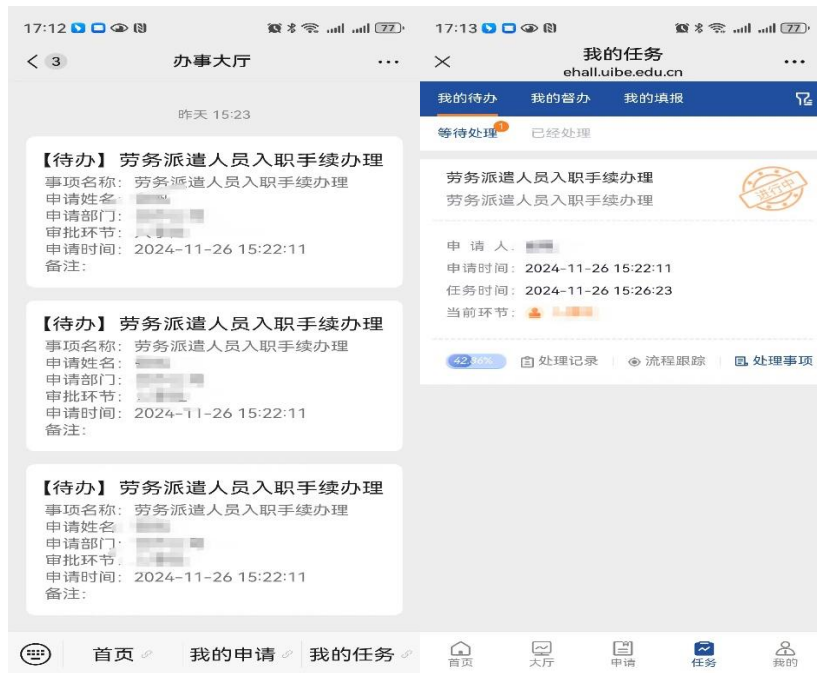 17:12
77
3
办事大厅
昨天 15:23
【待办】劳务派遣人员入职手续办理
事项名称: 劳务派遣人员入职手续办理
申请姓名:
申请部门:
审批环节:
申请时间: 2024-11-26 15:22:11
备注:
【待办】劳务派遣人员入职手续办理
事项名称: 劳务派遣人员入职手续办理
申请姓名:
申请部门:
审批环节:
申请时间: 2024-11-26 15:22:11
备注:
【待办】劳务派遣人员入职手续办理
事项名称: 劳务派遣人员入职手续办理
申请姓名
申请部门:
审批环节:
申请时间: 2024-11-26 15:22:11
备注:
首页 我的申请 我的任务
17:13
77
我的任务
ehall.uibe.edu.cn
我的待办 我的督办 我的填报
等待处理 1 已经处理
劳务派遣人员入职手续办理
劳务派遣人员入职手续办理
进行中
申 请 人:
申请时间: 2024-11-26 15:22:11
任务时间: 2024-11-26 15:26:23
当前环节:
42.86% 处理记录 流程跟踪 处理事项
首页 大厅 申请 任务 我的